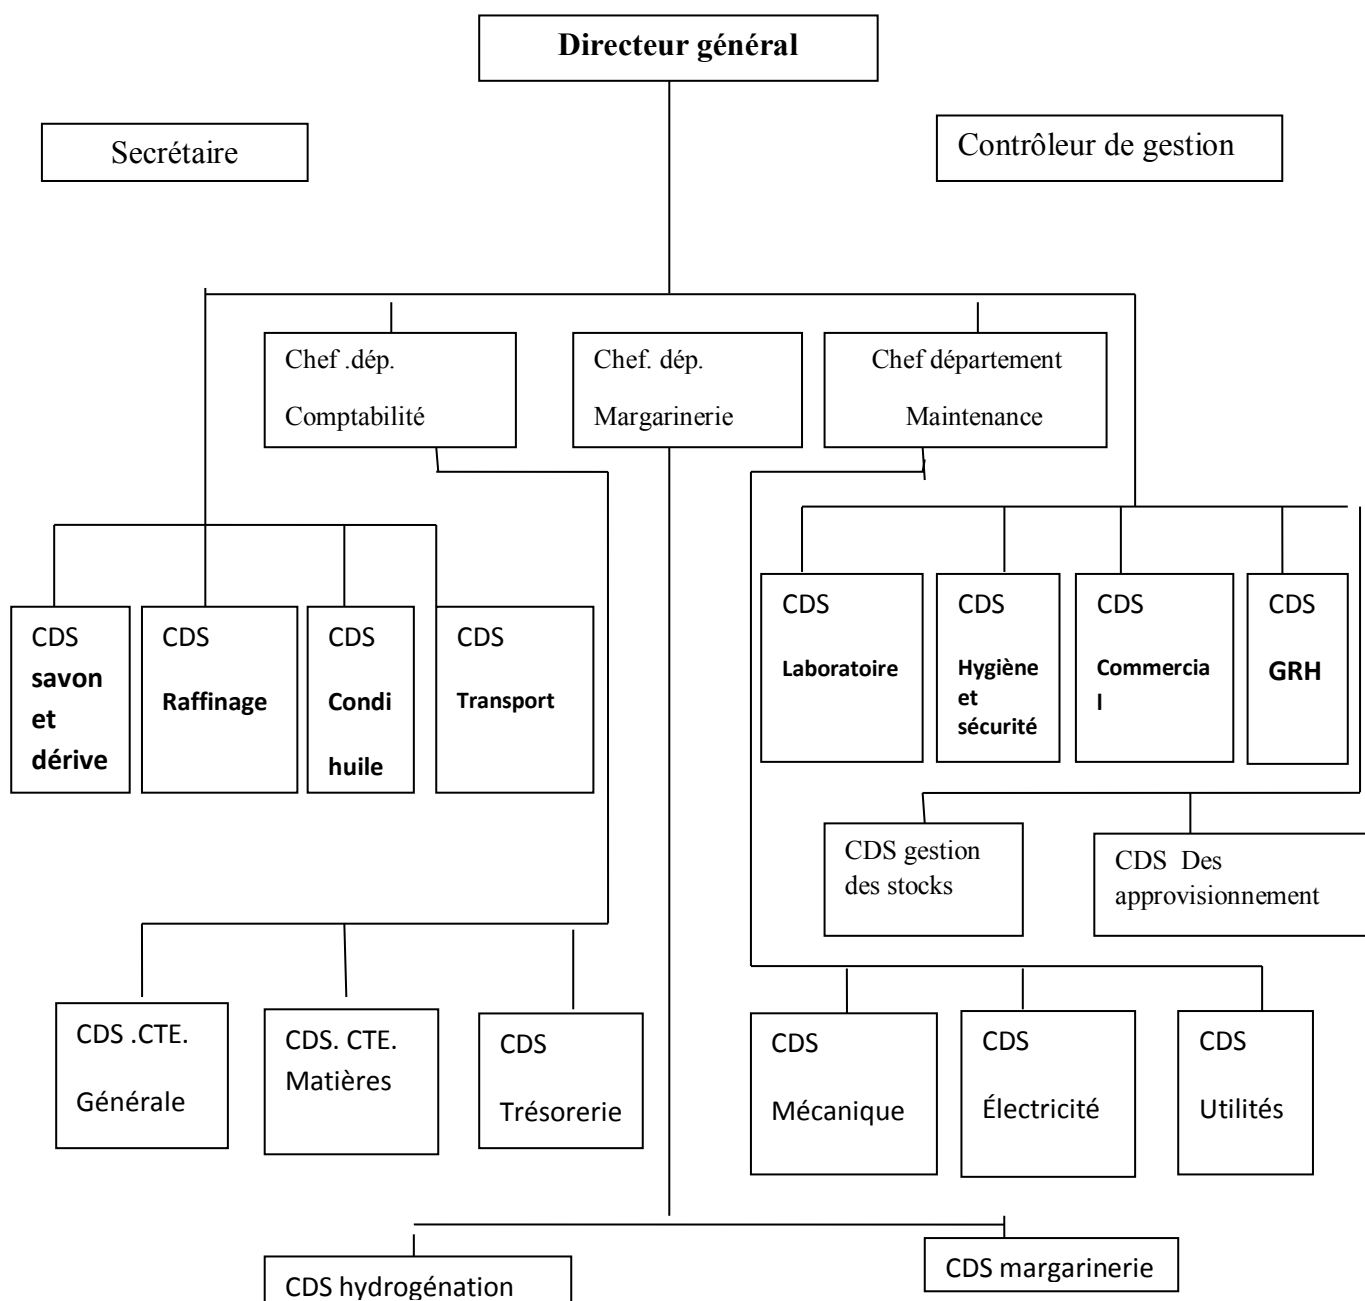 Directeur général
Secrétaire
Contrôleur de gestion
Chef .dép.
Comptabilité
Chef. dép.
Margarinerie
Chef département
Maintenance
CDS
savon
et
dérive
CDS
Raffinage
CDS
Condi
huile
CDS
Transport
CDS
Laboratoire
CDS
Hygiène
et
sécurité
CDS
Commercia
l
CDS
GRH
CDS gestion
des stocks
CDS  Des
approvisionnement
CDS .CTE.
Générale
CDS. CTE.
Matières
CDS
Trésorerie
CDS
Mécanique
CDS
Électricité
CDS
Utilités
CDS hydrogénation
CDS margarinerie